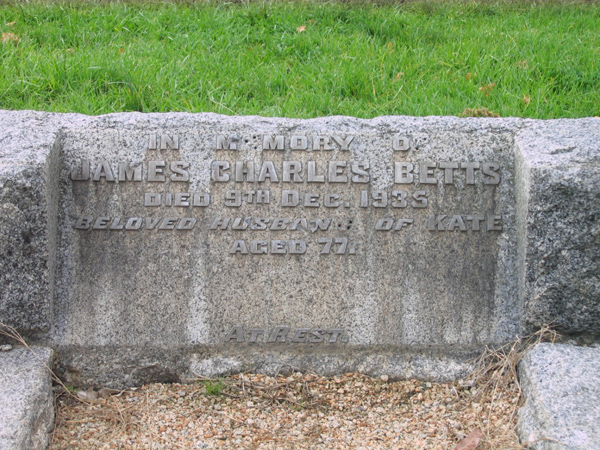 IN MEMORY OF
JAMES CHARLES BETTS
DIED 9TH DEC. 1935
BELOVED HUSBAND OF KATE
AGED 77.
AT REST.